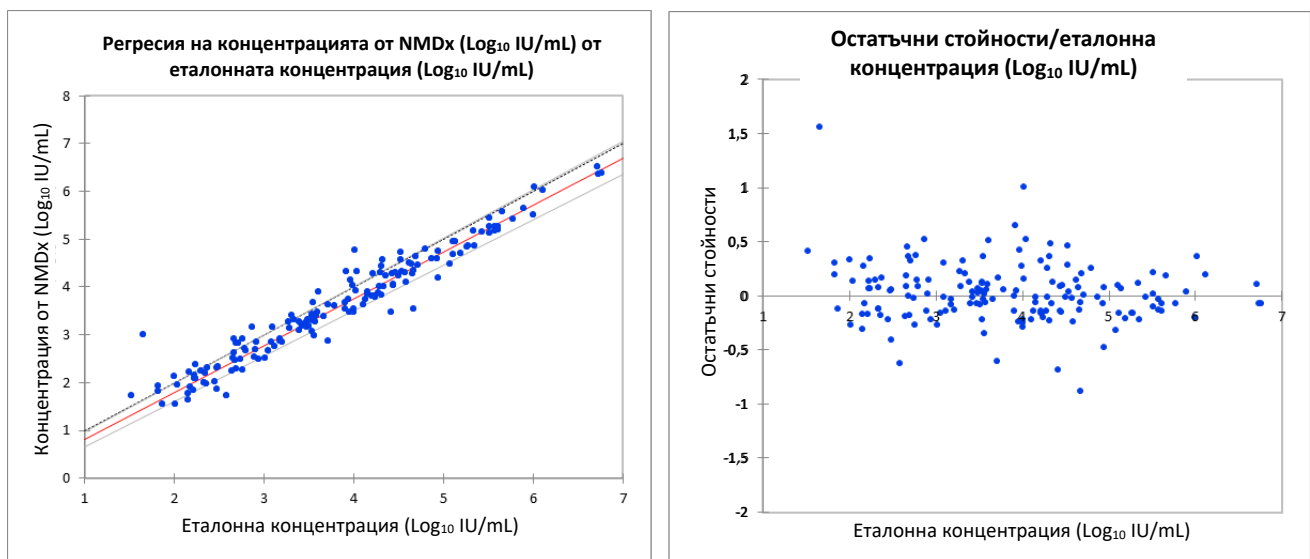 Регресия на концентрацията от NMDx (Log₁₀ IU/mL) от
еталонната концентрация (Log₁₀ IU/mL)
8
7
6
5
4
3
2
1
0
Концентрация от NMDx (Log₁₀ IU/mL)
1 2 3 4 5 6 7
Еталонна концентрация (Log₁₀ IU/mL)
Остатъчни стойности/еталонна
концентрация (Log₁₀ IU/mL)
2
1,5
1
0,5
0
-0,5
-1
-1,5
-2
Остатъчни стойности
1 2 3 4 5 6 7
Еталонна концентрация (Log₁₀ IU/mL)